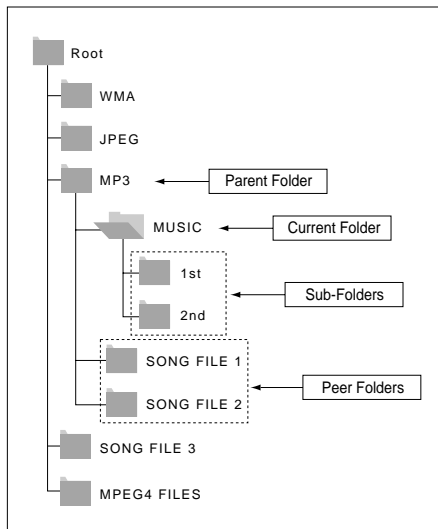 Root
WMA
JPEG
MP3
Parent Folder
MUSIC
Current Folder
1st
Sub-Folders
2nd
SONG FILE 1
Peer Folders
SONG FILE 2
SONG FILE 3
MPEG4 FILES